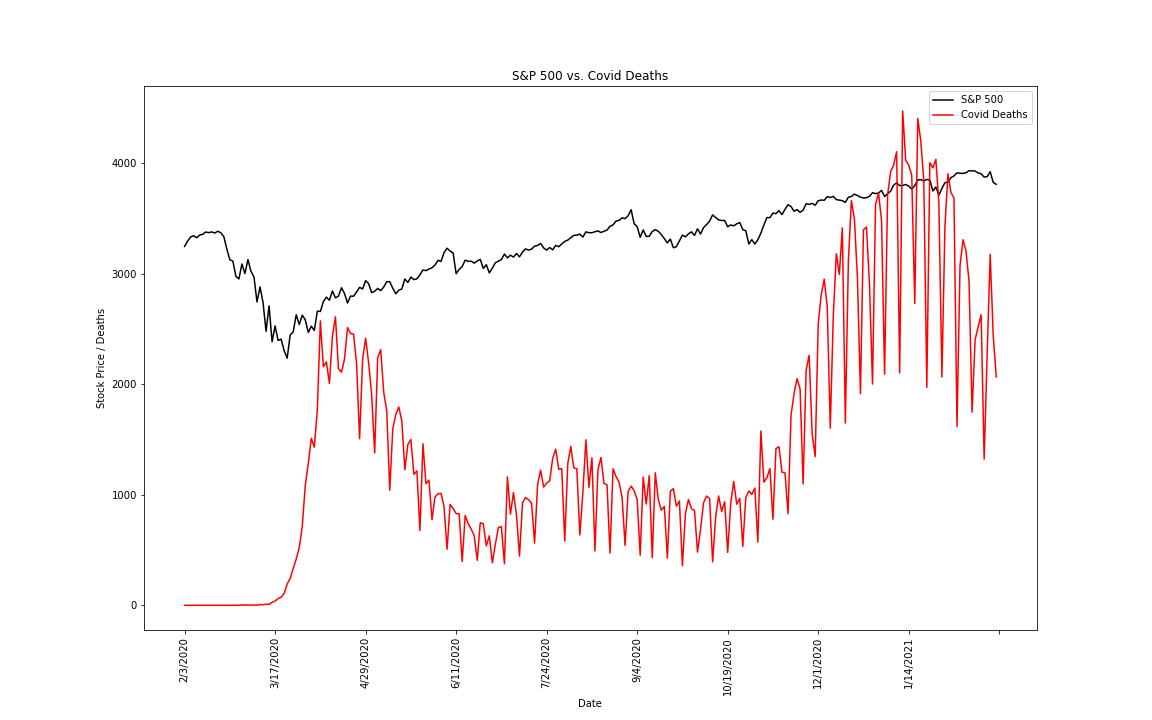 S&P 500 vs. Covid Deaths
S&P 500
Covid Deaths
Stock Price / Deaths
4000
3000
2000
1000
0
2/3/2020
3/17/2020
4/29/2020
6/11/2020
7/24/2020
9/4/2020
10/19/2020
12/1/2020
1/14/2021
Date